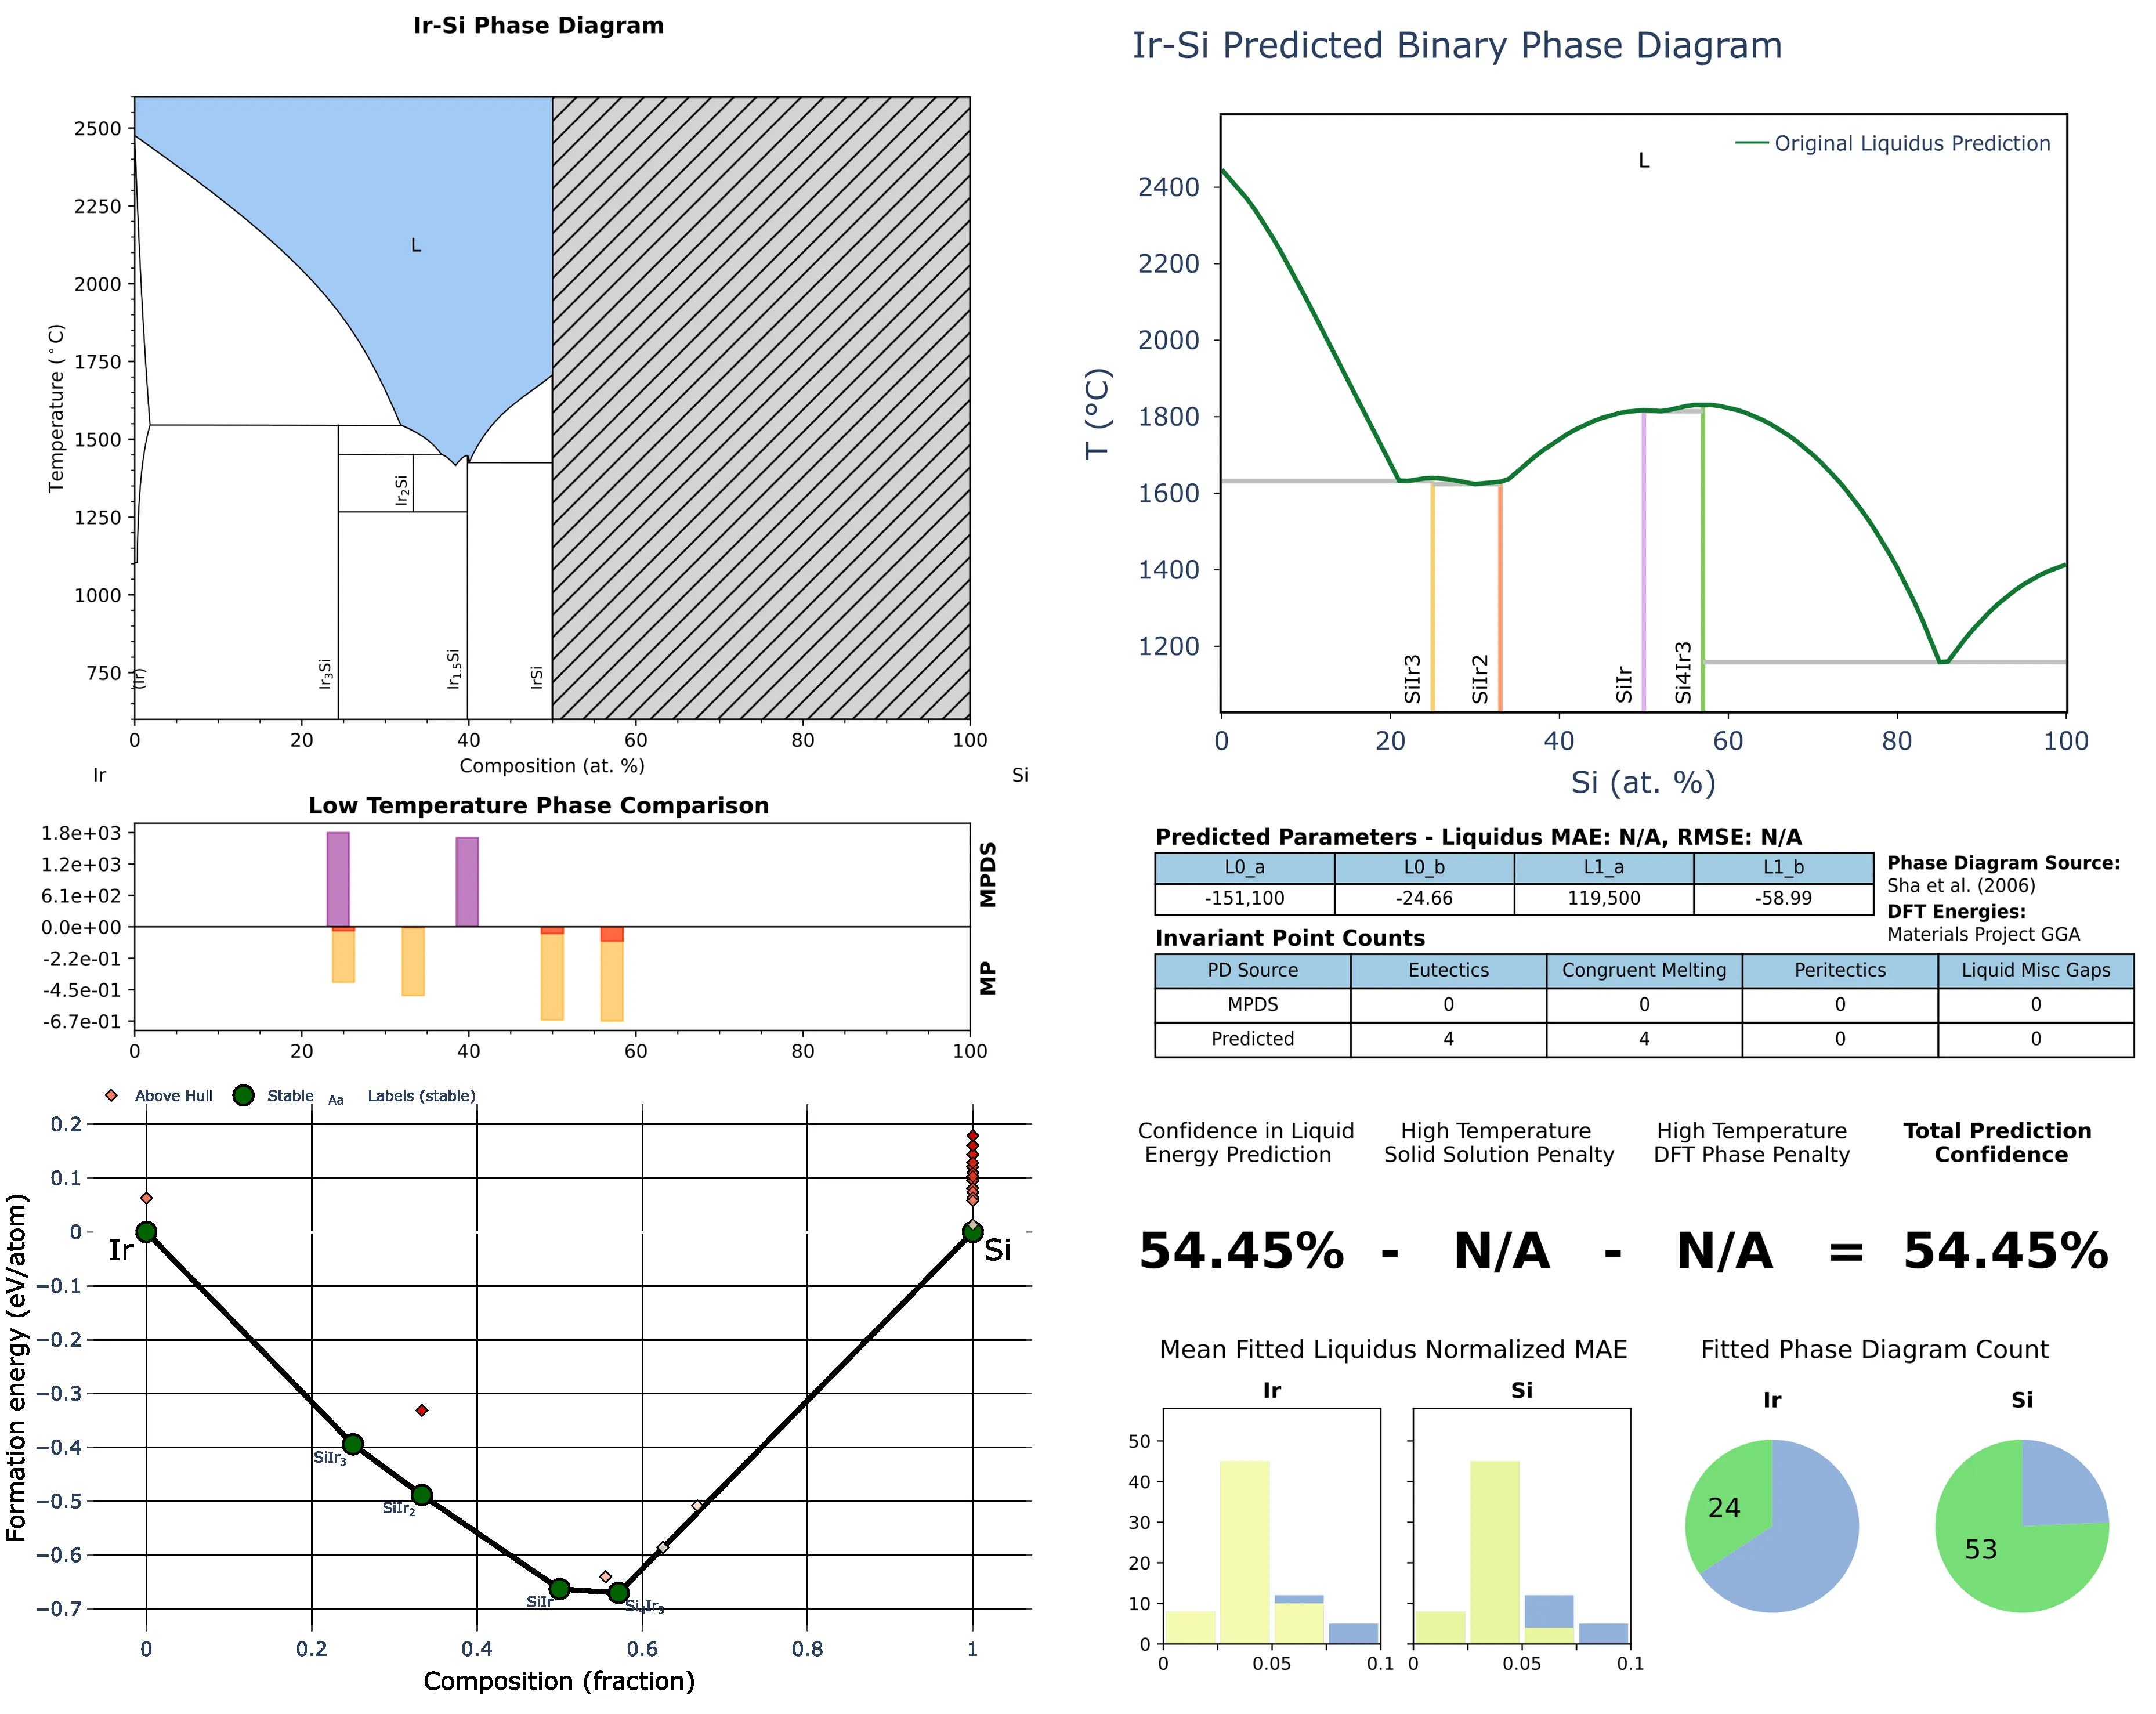 Ir-Si Phase Diagram
2500
2250
2000
1750
1500
1250
1000
750
Temperature (°C)
L
Ir₂Si
(Ir)
Ir₃Si
Ir₁.₅Si
IrSi
0 20 40 60 80 100
Composition (at. %)
Ir
Si
Low Temperature Phase Comparison
1.8e+03
1.2e+03
6.1e+02
0.0e+00
-2.2e-01
-4.5e-01
-6.7e-01
MPDS
MP
0 20 40 60 80 100
Above Hull Stable Aa Labels (stable)
0.2
0.1
0
−0.1
−0.2
−0.3
−0.4
−0.5
−0.6
−0.7
Formation energy (eV/atom)
Ir
Si
SiIr₃
SiIr₂
SiIr
Si₄Ir₃
0 0.2 0.4 0.6 0.8 1
Composition (fraction)
Ir-Si Predicted Binary Phase Diagram
Original Liquidus Prediction
L
2400
2200
2000
1800
1600
1400
1200
T (°C)
SiIr3
SiIr2
SiIr
Si4Ir3
0 20 40 60 80 100
Si (at. %)
Predicted Parameters - Liquidus MAE: N/A, RMSE: N/A
L0_a L0_b L1_a L1_b
-151,100 -24.66 119,500 -58.99
Phase Diagram Source:
Sha et al. (2006)
DFT Energies:
Materials Project GGA
Invariant Point Counts
PD Source Eutectics Congruent Melting Peritectics Liquid Misc Gaps
MPDS 0 0 0 0
Predicted 4 4 0 0
Confidence in Liquid Energy Prediction
High Temperature Solid Solution Penalty
High Temperature DFT Phase Penalty
Total Prediction Confidence
54.45% - N/A - N/A = 54.45%
Mean Fitted Liquidus Normalized MAE
Ir
Si
50
40
30
20
10
0
0 0.05 0.1
0 0.05 0.1
Fitted Phase Diagram Count
Ir
Si
24
53